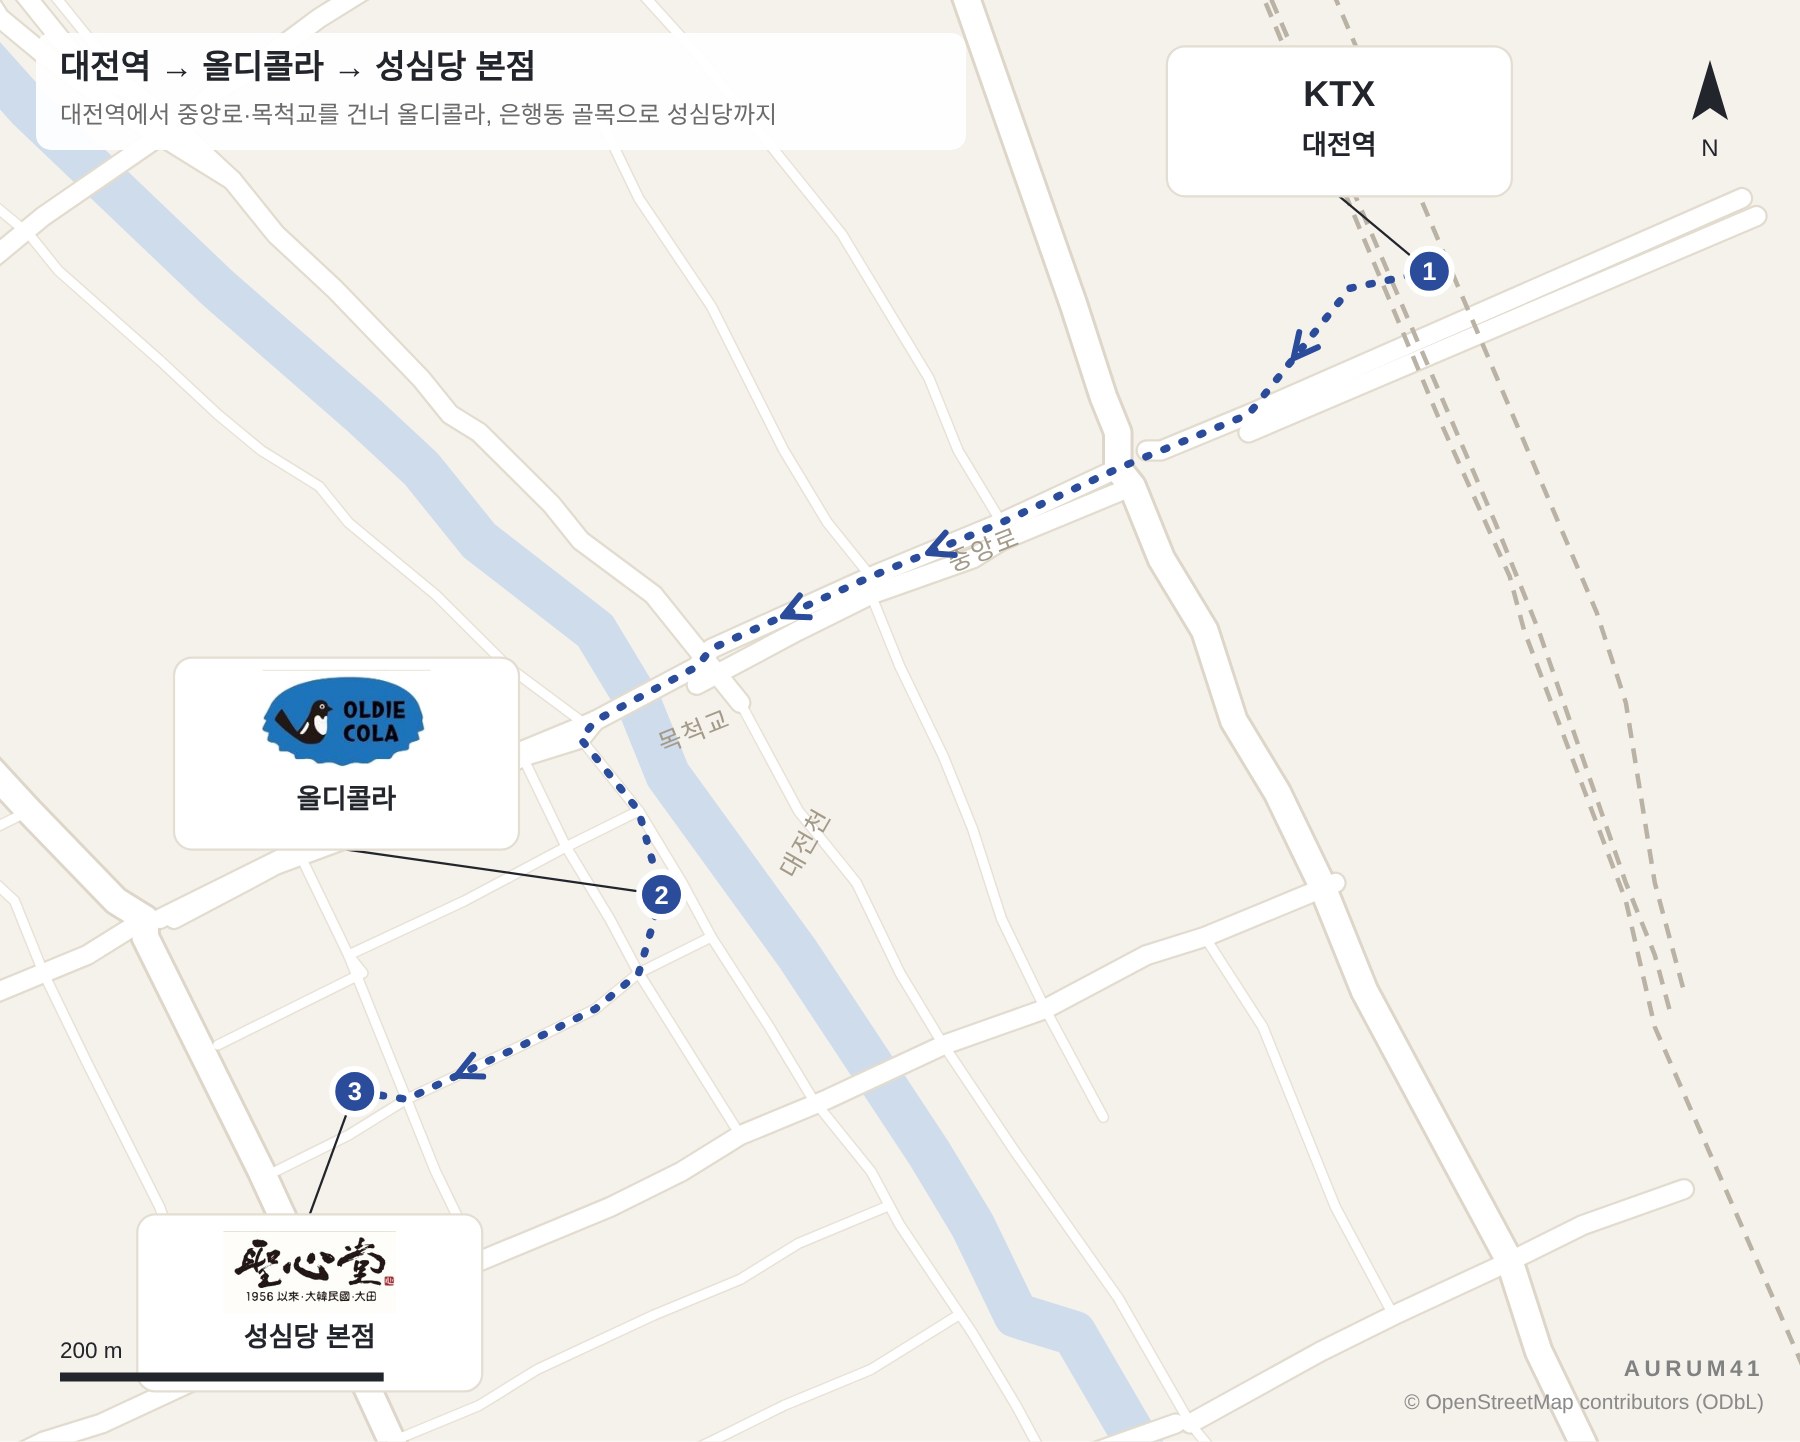 대전역 → 올디콜라 → 성심당 본점
대전역에서 중앙로·목척교를 건너 올디콜라, 은행동 골목으로 성심당까지
KTX
대전역
N
1
중앙로
목척교
OLDIE
COLA
올디콜라
대전천
2
3
聖心堂
1956 以來·大韓民國·大田
성심당 본점
200 m
AURUM41
© OpenStreetMap contributors (ODbL)